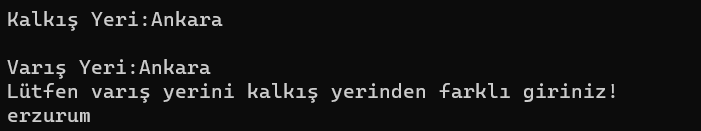 Kalkış Yeri:Ankara
Varış Yeri:Ankara
Lütfen varış yerini kalkış yerinden farklı giriniz!
erzurum